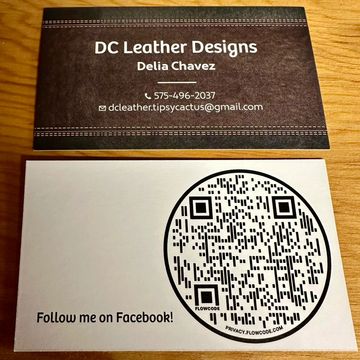 DC Leather Designs
Delia Chavez
575-496-2037
dcleather.tipsycactus@gmail.com
Follow me on Facebook!
FLOWCODE
PRIVACY.FLOWCODE.COM